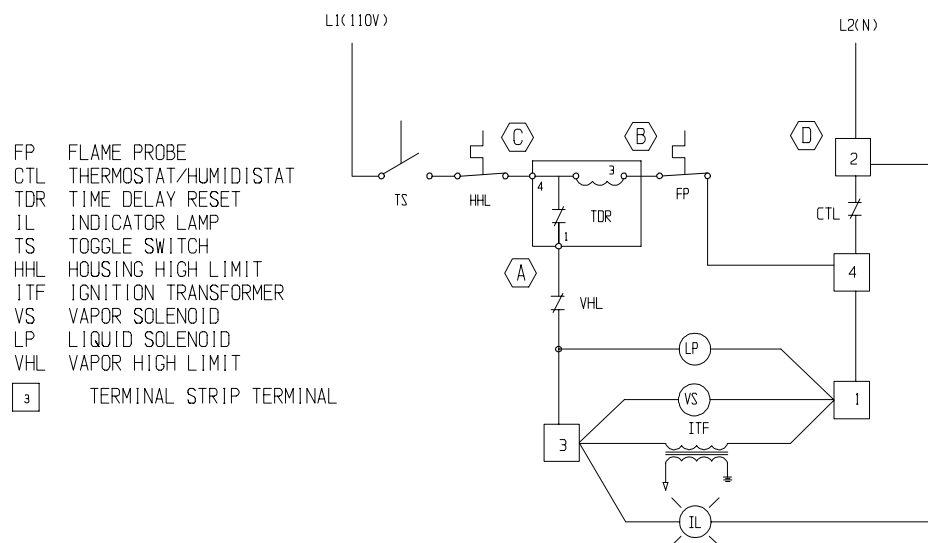 L1(110V)
L2(N)
C
B
D
FP FLAME PROBE
CTL THERMOSTAT/HUMIDISTAT
TDR TIME DELAY RESET
IL INDICATOR LAMP
TS TOGGLE SWITCH
HHL HOUSING HIGH LIMIT
ITF IGNITION TRANSFORMER
VS VAPOR SOLENOID
LP LIQUID SOLENOID
VHL VAPOR HIGH LIMIT
3 TERMINAL STRIP TERMINAL
2
3
4
TS
HHL
FP
TDR
CTL
1
A
4
VHL
LP
VS
1
ITF
3
IL